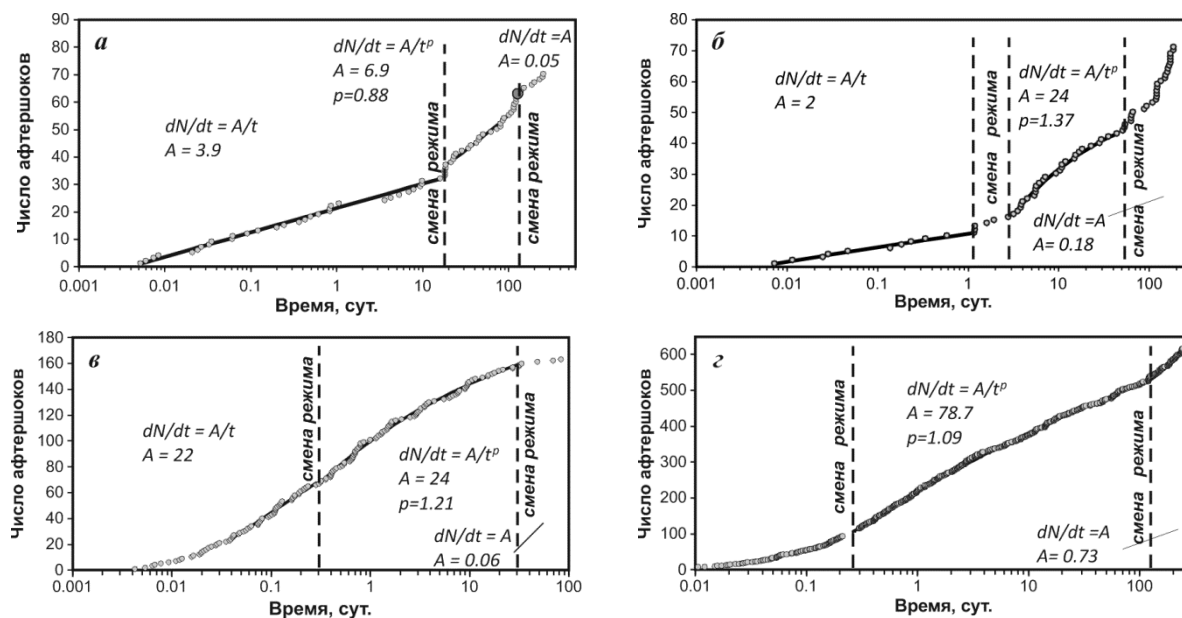 а
Число афтершоков
90
80
70
60
50
40
30
20
10
0
dN/dt = A/t
A = 3.9
dN/dt = A/tᵖ
A = 6.9
p=0.88
dN/dt =A
A= 0.05
смена режима
смена режима
0.001
0.01
0.1
1
10
100
Время, сут.
б
Число афтершоков
80
70
60
50
40
30
20
10
0
dN/dt = A/t
A = 2
dN/dt = A/tᵖ
A = 24
p=1.37
dN/dt =A
A= 0.18
смена режима
смена режима
0.001
0.01
0.1
1
10
100
Время, сут.
в
Число афтершоков
180
160
140
120
100
80
60
40
20
0
dN/dt = A/t
A = 22
dN/dt = A/tᵖ
A = 24
p=1.21
dN/dt = A
A = 0.06
смена режима
смена режима
0.001
0.01
0.1
1
10
100
Время, сут.
г
Число афтершоков
600
500
400
300
200
100
0
dN/dt = A/tᵖ
A = 78.7
p=1.09
dN/dt =A
A= 0.73
смена режима
смена режима
0.01
0.1
1
10
100
Время, сут.